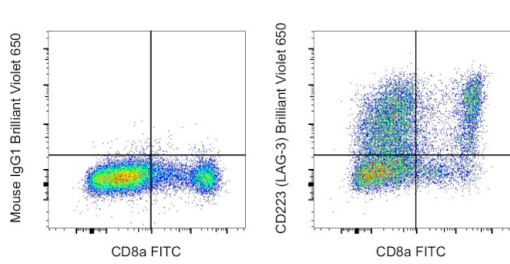 Mouse IgG1 Brilliant Violet 650
CD8a FITC
CD223 (LAG-3) Brilliant Violet 650
CD8a FITC